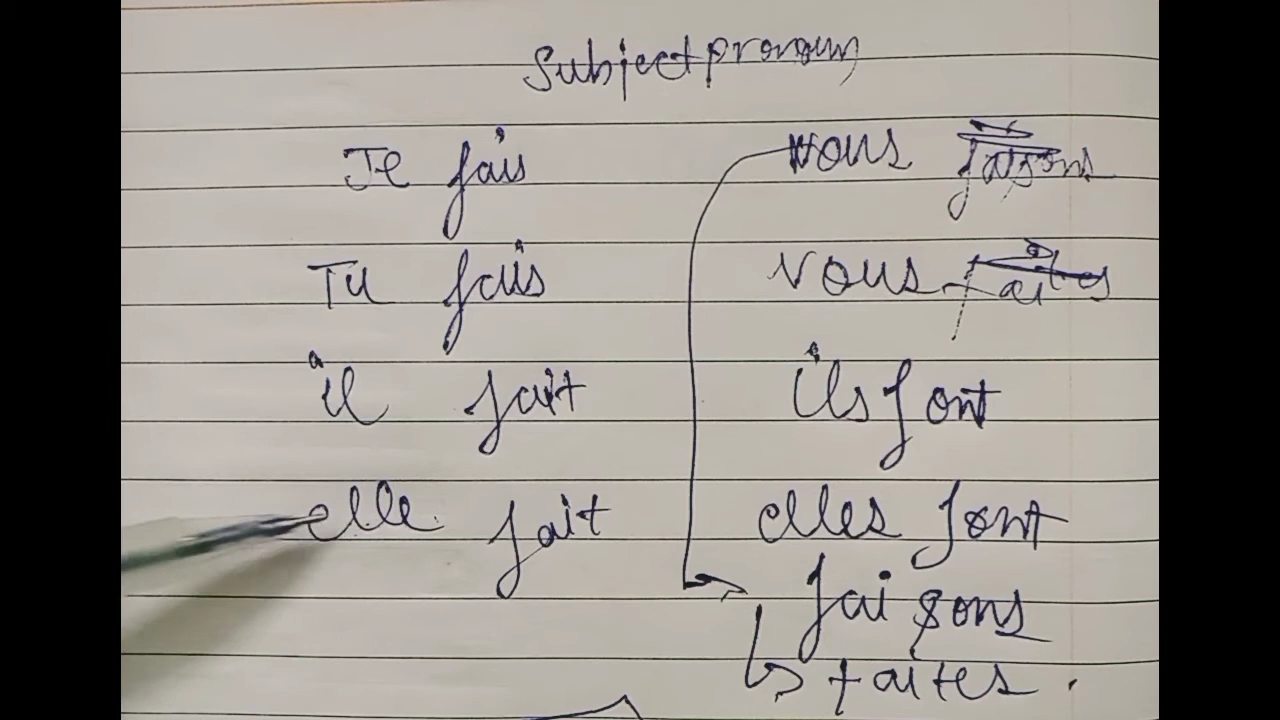 Subject pronoun
Je fais
Tu fais
il fait
elle fait
nous faisons
vous faites
ils font
elles font
faisons
faites.